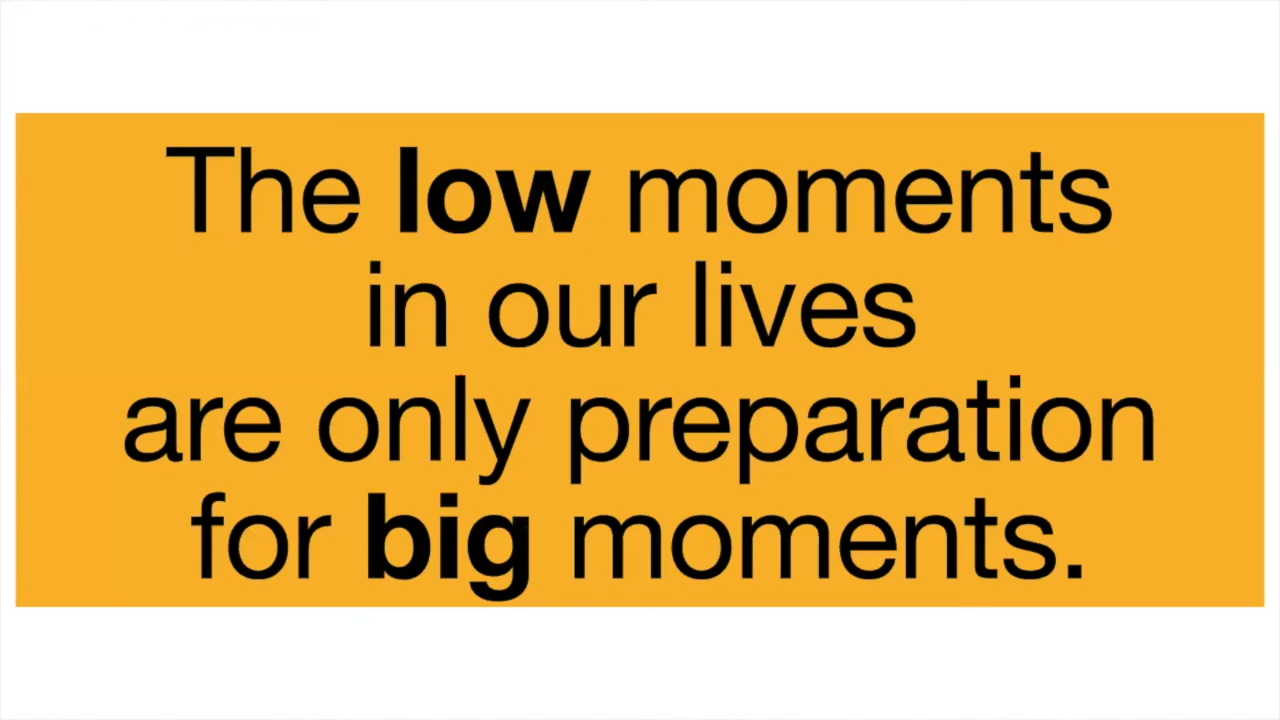 The low moments
in our lives
are only preparation
for big moments.